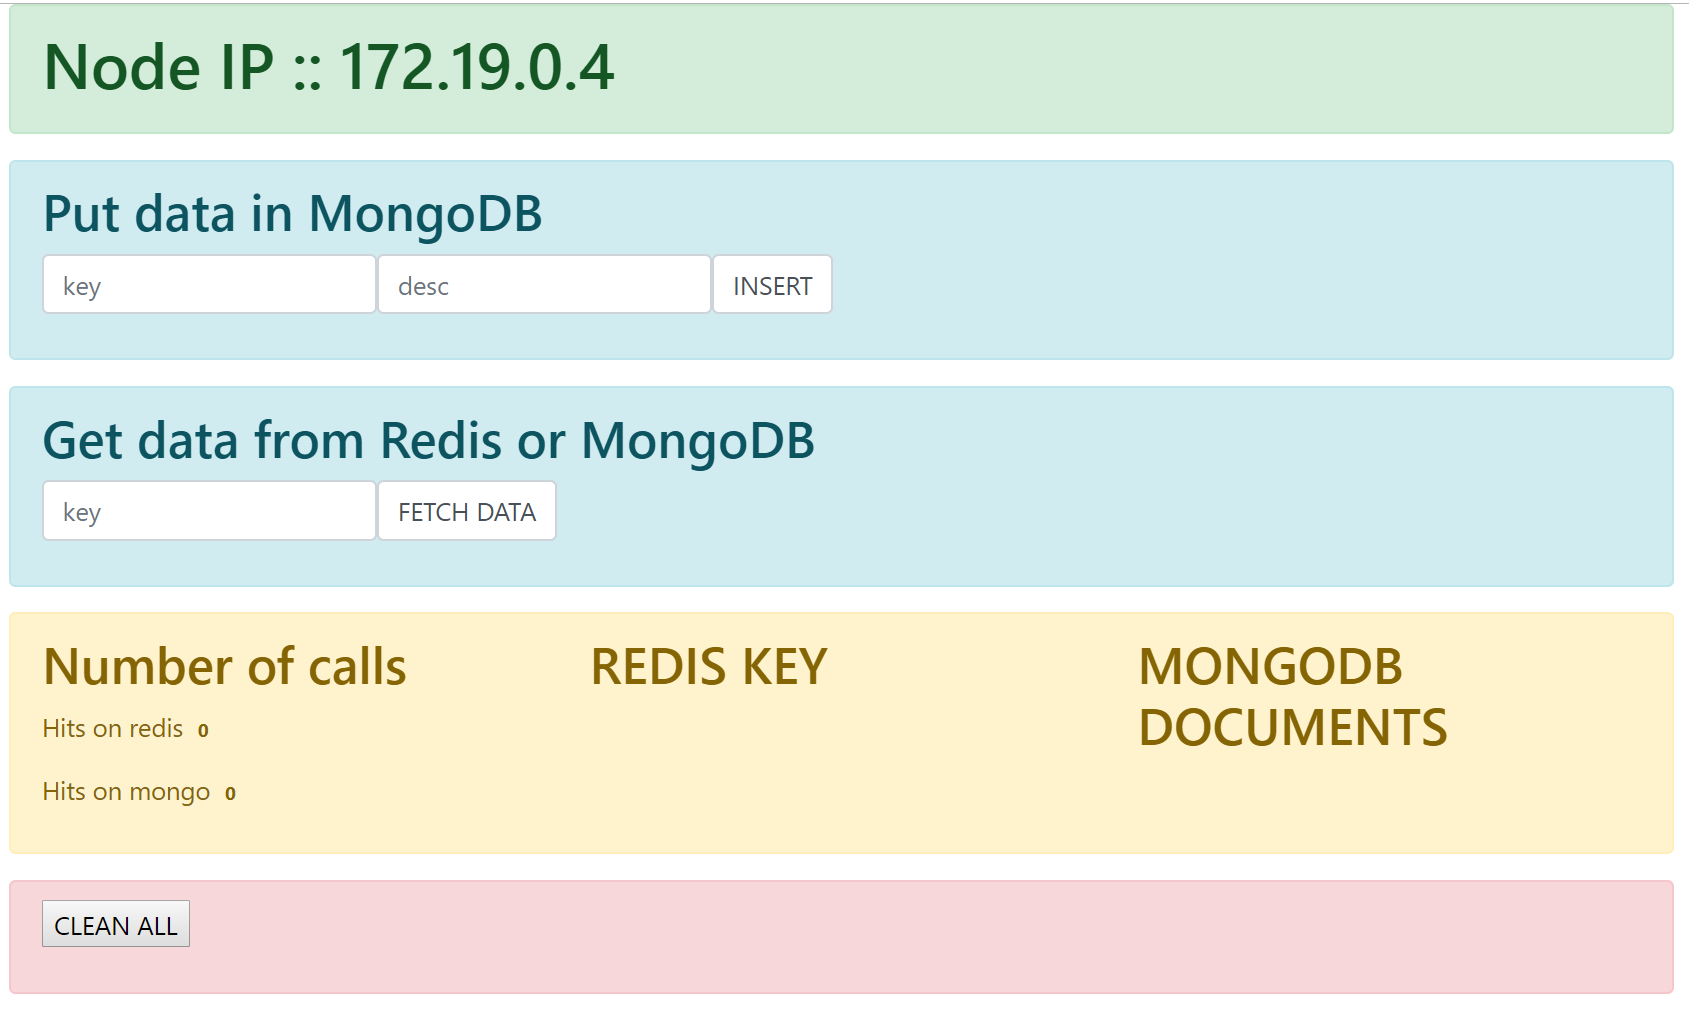 Node IP :: 172.19.0.4
Put data in MongoDB
key desc INSERT
Get data from Redis or MongoDB
key FETCH DATA
Number of calls
Hits on redis 0
Hits on mongo 0
REDIS KEY
MONGODB
DOCUMENTS
CLEAN ALL